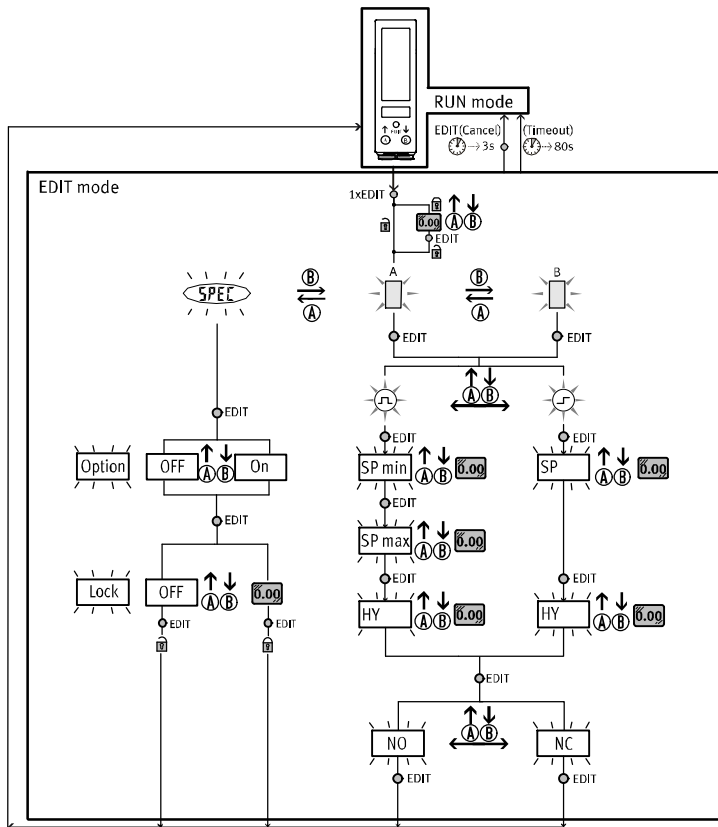 RUN mode
A EDIT B
EDIT(Cancel) (Timeout)
→3s →80s
EDIT mode
1xEDIT
A B
0.00
EDIT
A B
SPEC
B B
A A
EDIT EDIT
A B
EDIT EDIT EDIT
Option OFF A B On
SP min A B 0.00 SP A B 0.00
EDIT EDIT
SP max A B 0.00
Lock OFF A B 0.00
EDIT EDIT
HY A B 0.00 HY A B 0.00
EDIT EDIT
EDIT
A B
NO NC
EDIT EDIT